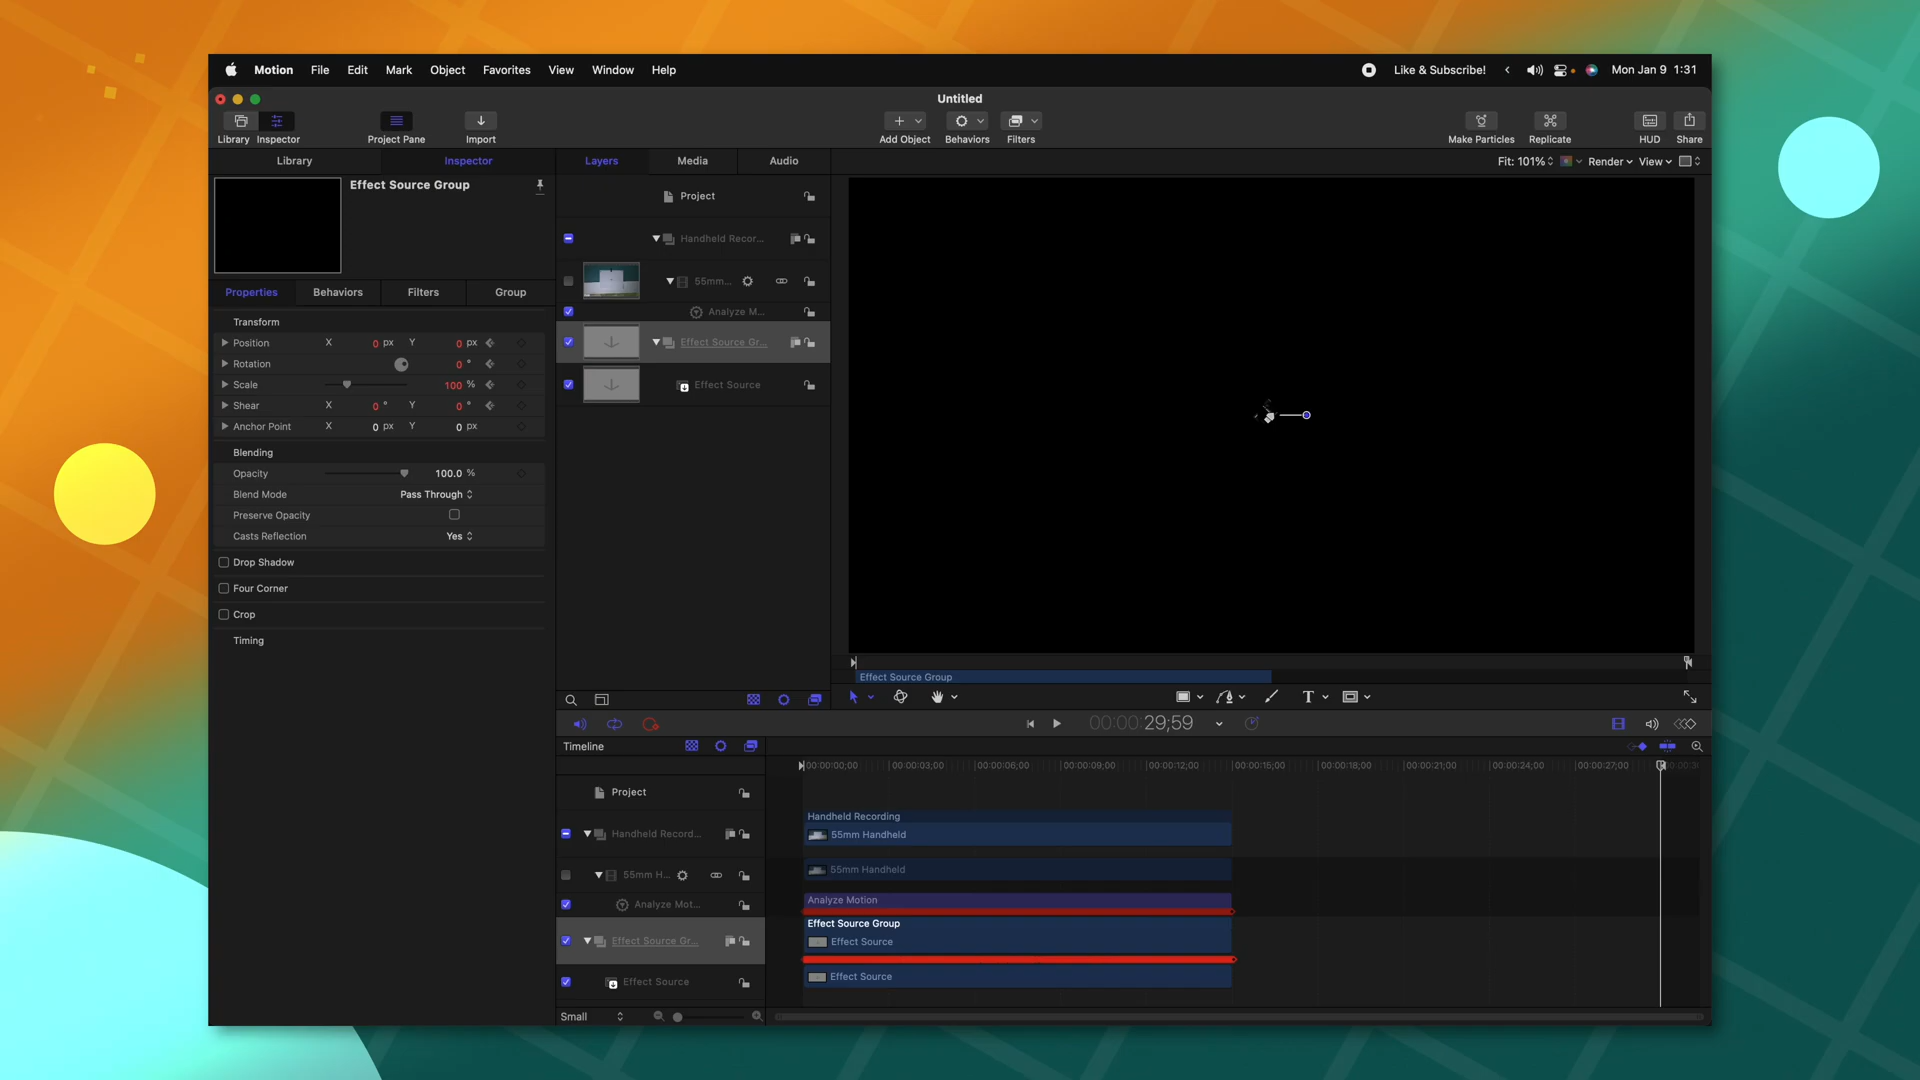 Motion File Edit Mark Object Favorites View Window Help
Like & Subscribe! Mon Jan 9 1:31
Untitled
Library Inspector Project Pane Import
Add Object Behaviors Filters
Make Particles Replicate HUD Share
Library Inspector
Layers Media Audio
Fit: 101% Render View
Effect Source Group
Properties Behaviors Filters Group
Transform
Position X 0 px Y 0 px
Rotation 0 °
Scale 100 %
Shear X 0 ° Y 0 °
Anchor Point X 0 px Y 0 px
Blending
Opacity 100.0 %
Blend Mode Pass Through
Preserve Opacity
Casts Reflection Yes
Drop Shadow
Four Corner
Crop
Timing
Project
Handheld Recor...
55mm...
Analyze M...
Effect Source Gr...
Effect Source
Effect Source Group
T
00:00:00:29;59
Timeline
00:00:00;00 00:00:03;00 00:00:06;00 00:00:09;00 00:00:12;00 00:00:15;00 00:00:18;00 00:00:21;00 00:00:24;00 00:00:27;00
Project
Handheld Record...
55mm H...
Analyze Mot...
Effect Source Gr...
Effect Source
Handheld Recording
55mm Handheld
55mm Handheld
Analyze Motion
Effect Source Group
Effect Source
Effect Source
Small